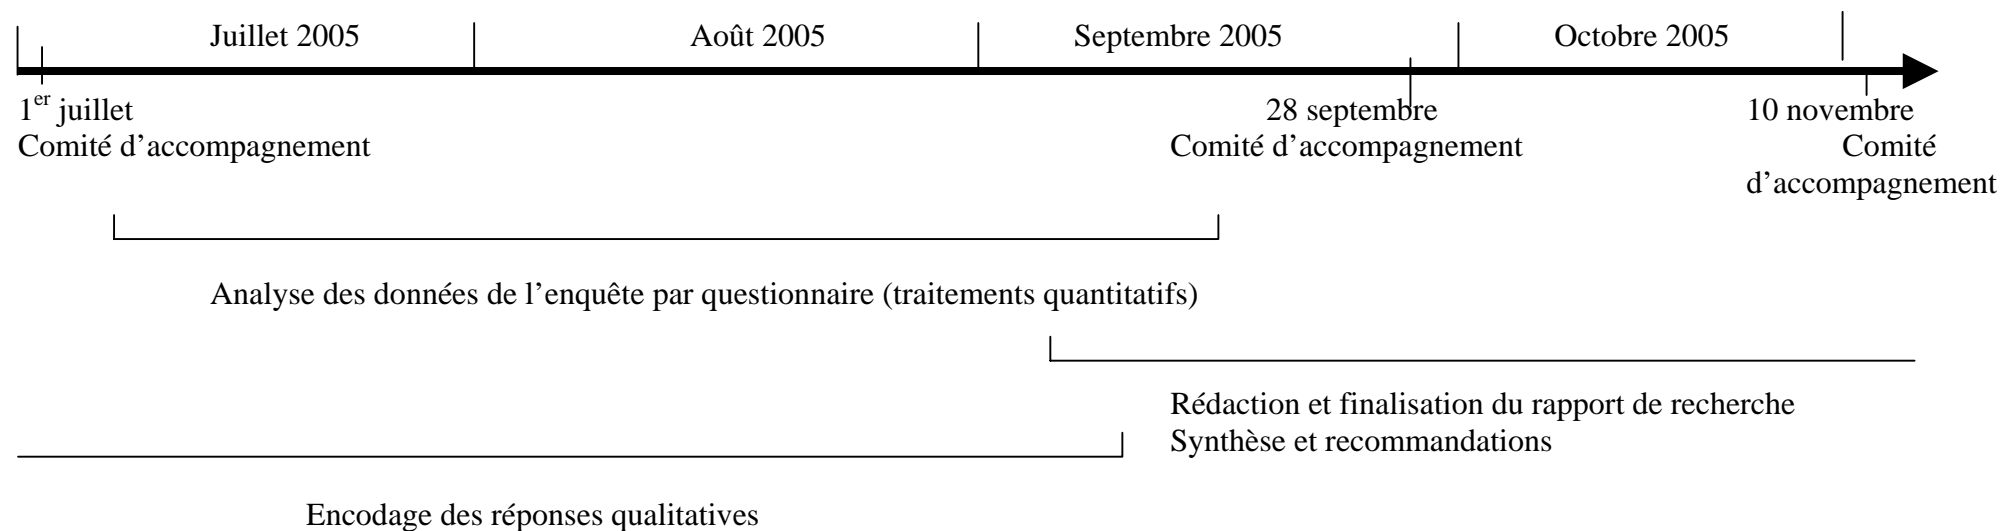 Juillet 2005
Août 2005
Septembre 2005
Octobre 2005
1er juillet
Comité d’accompagnement
28 septembre
Comité d’accompagnement
10 novembre
Comité
d’accompagnement
Analyse des données de l’enquête par questionnaire (traitements quantitatifs)
Rédaction et finalisation du rapport de recherche
Synthèse et recommandations
Encodage des réponses qualitatives